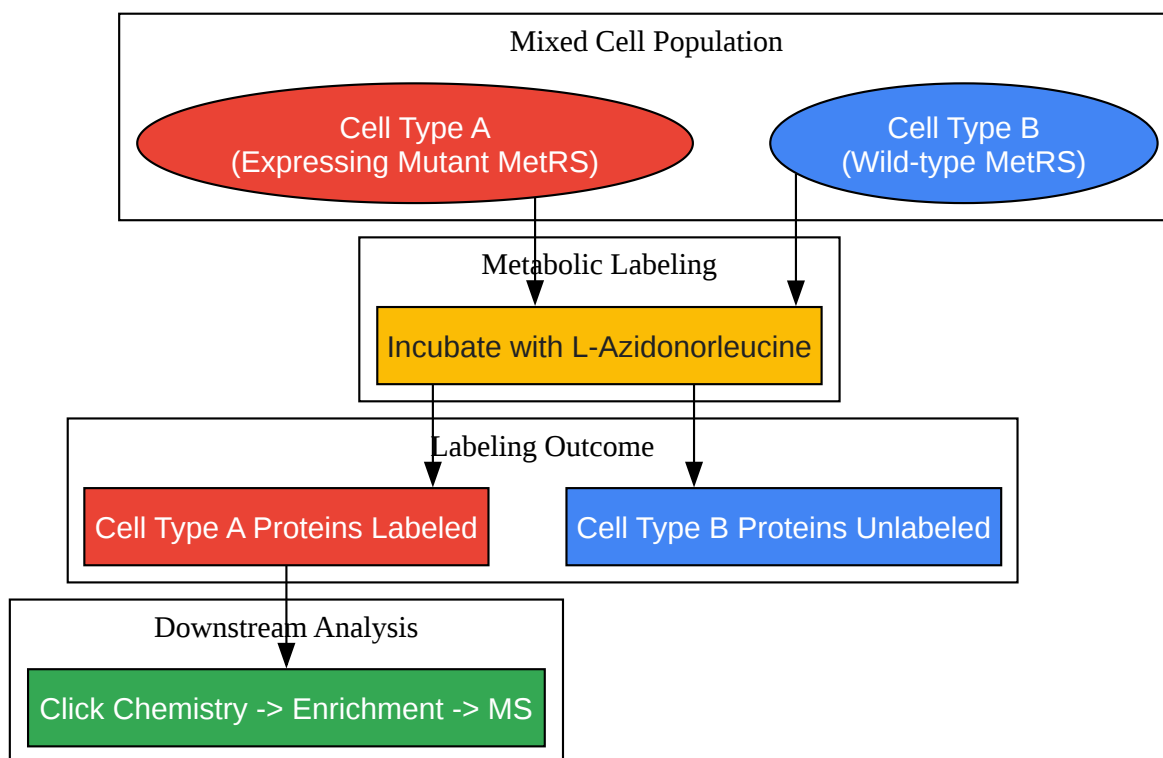 Mixed Cell Population
Cell Type A
(Expressing Mutant MetRS)
Cell Type B
(Wild-type MetRS)
Metabolic Labeling
Incubate with L-Azidonorleucine
Labeling Outcome
Cell Type A Proteins Labeled
Cell Type B Proteins Unlabeled
Downstream Analysis
Click Chemistry -> Enrichment -> MS